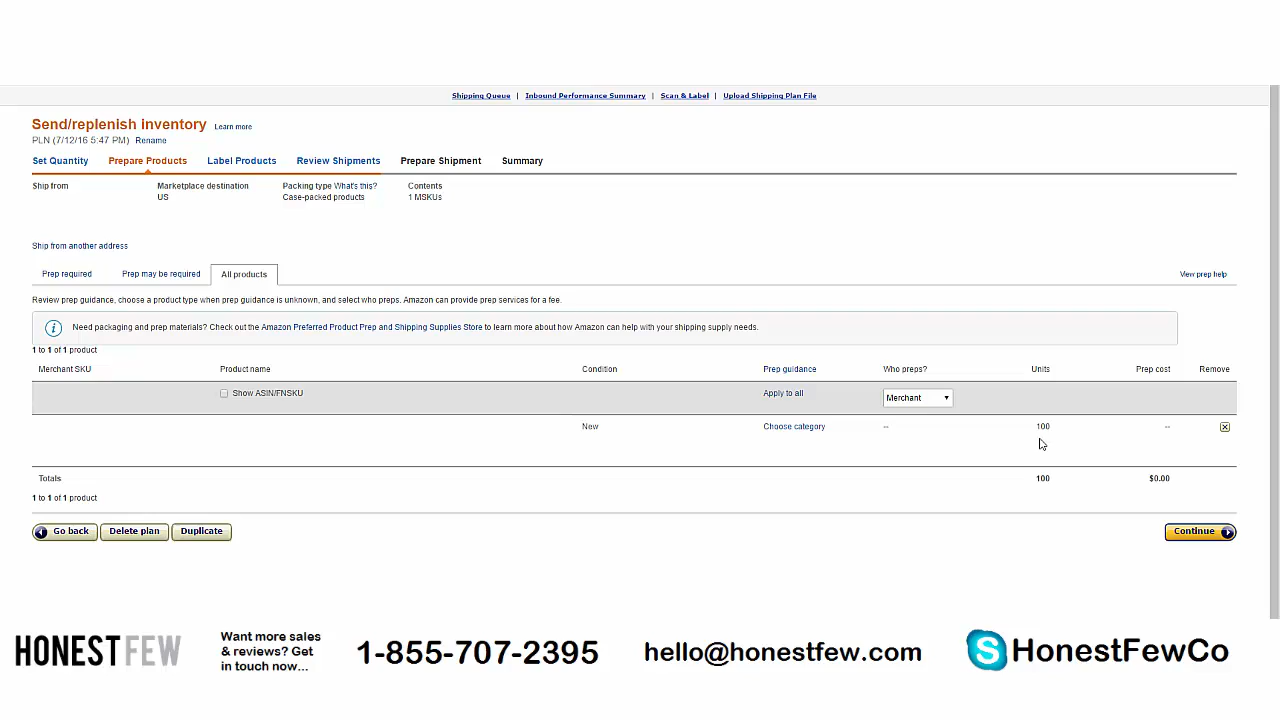 Shipping Queue | Inbound Performance Summary | Scan & Label | Upload Shipping Plan File
Send/replenish inventory Learn more
PLN (7/12/16 5:47 PM) Rename
Set Quantity Prepare Products Label Products Review Shipments Prepare Shipment Summary
Ship from Marketplace destination Packing type What's this? Contents
US Case-packed products 1 MSKUs
Ship from another address
Prep required Prep may be required All products View prep help
Review prep guidance, choose a product type when prep guidance is unknown, and select who preps. Amazon can provide prep services for a fee.
Need packaging and prep materials? Check out the Amazon Preferred Product Prep and Shipping Supplies Store to learn more about how Amazon can help with your shipping supply needs.
1 to 1 of 1 product
Merchant SKU Product name Condition Prep guidance Who preps? Units Prep cost Remove
Show ASIN/FNSKU Apply to all Merchant
New Choose category -- 100 --
Totals 100 $0.00
1 to 1 of 1 product
Go back Delete plan Duplicate Continue
HONESTFEW
Want more sales
& reviews? Get
in touch now...
1-855-707-2395 hello@honestfew.com HonestFewCo